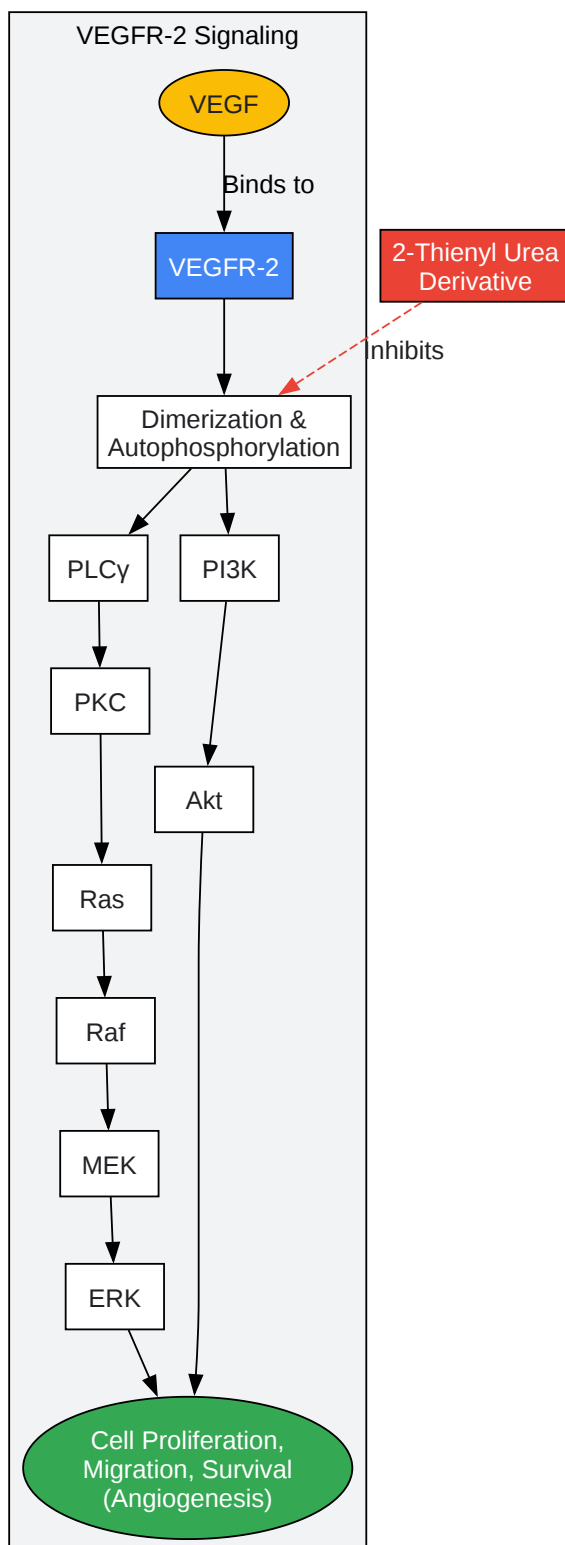 VEGFR-2 Signaling
VEGF
Binds to
VEGFR-2
2-Thienyl Urea
Derivative
Inhibits
Dimerization &
Autophosphorylation
PLCγ
PI3K
PKC
Akt
Ras
Raf
MEK
ERK
Cell Proliferation,
Migration, Survival
(Angiogenesis)